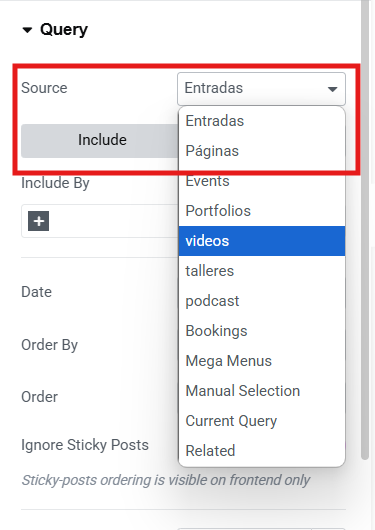 Query
Source
Entradas
Include
Entradas
Páginas
Events
Portfolios
videos
talleres
podcast
Bookings
Mega Menus
Manual Selection
Current Query
Related
Include By
+
Date
Order By
Order
Ignore Sticky Posts
Sticky-posts ordering is visible on frontend only